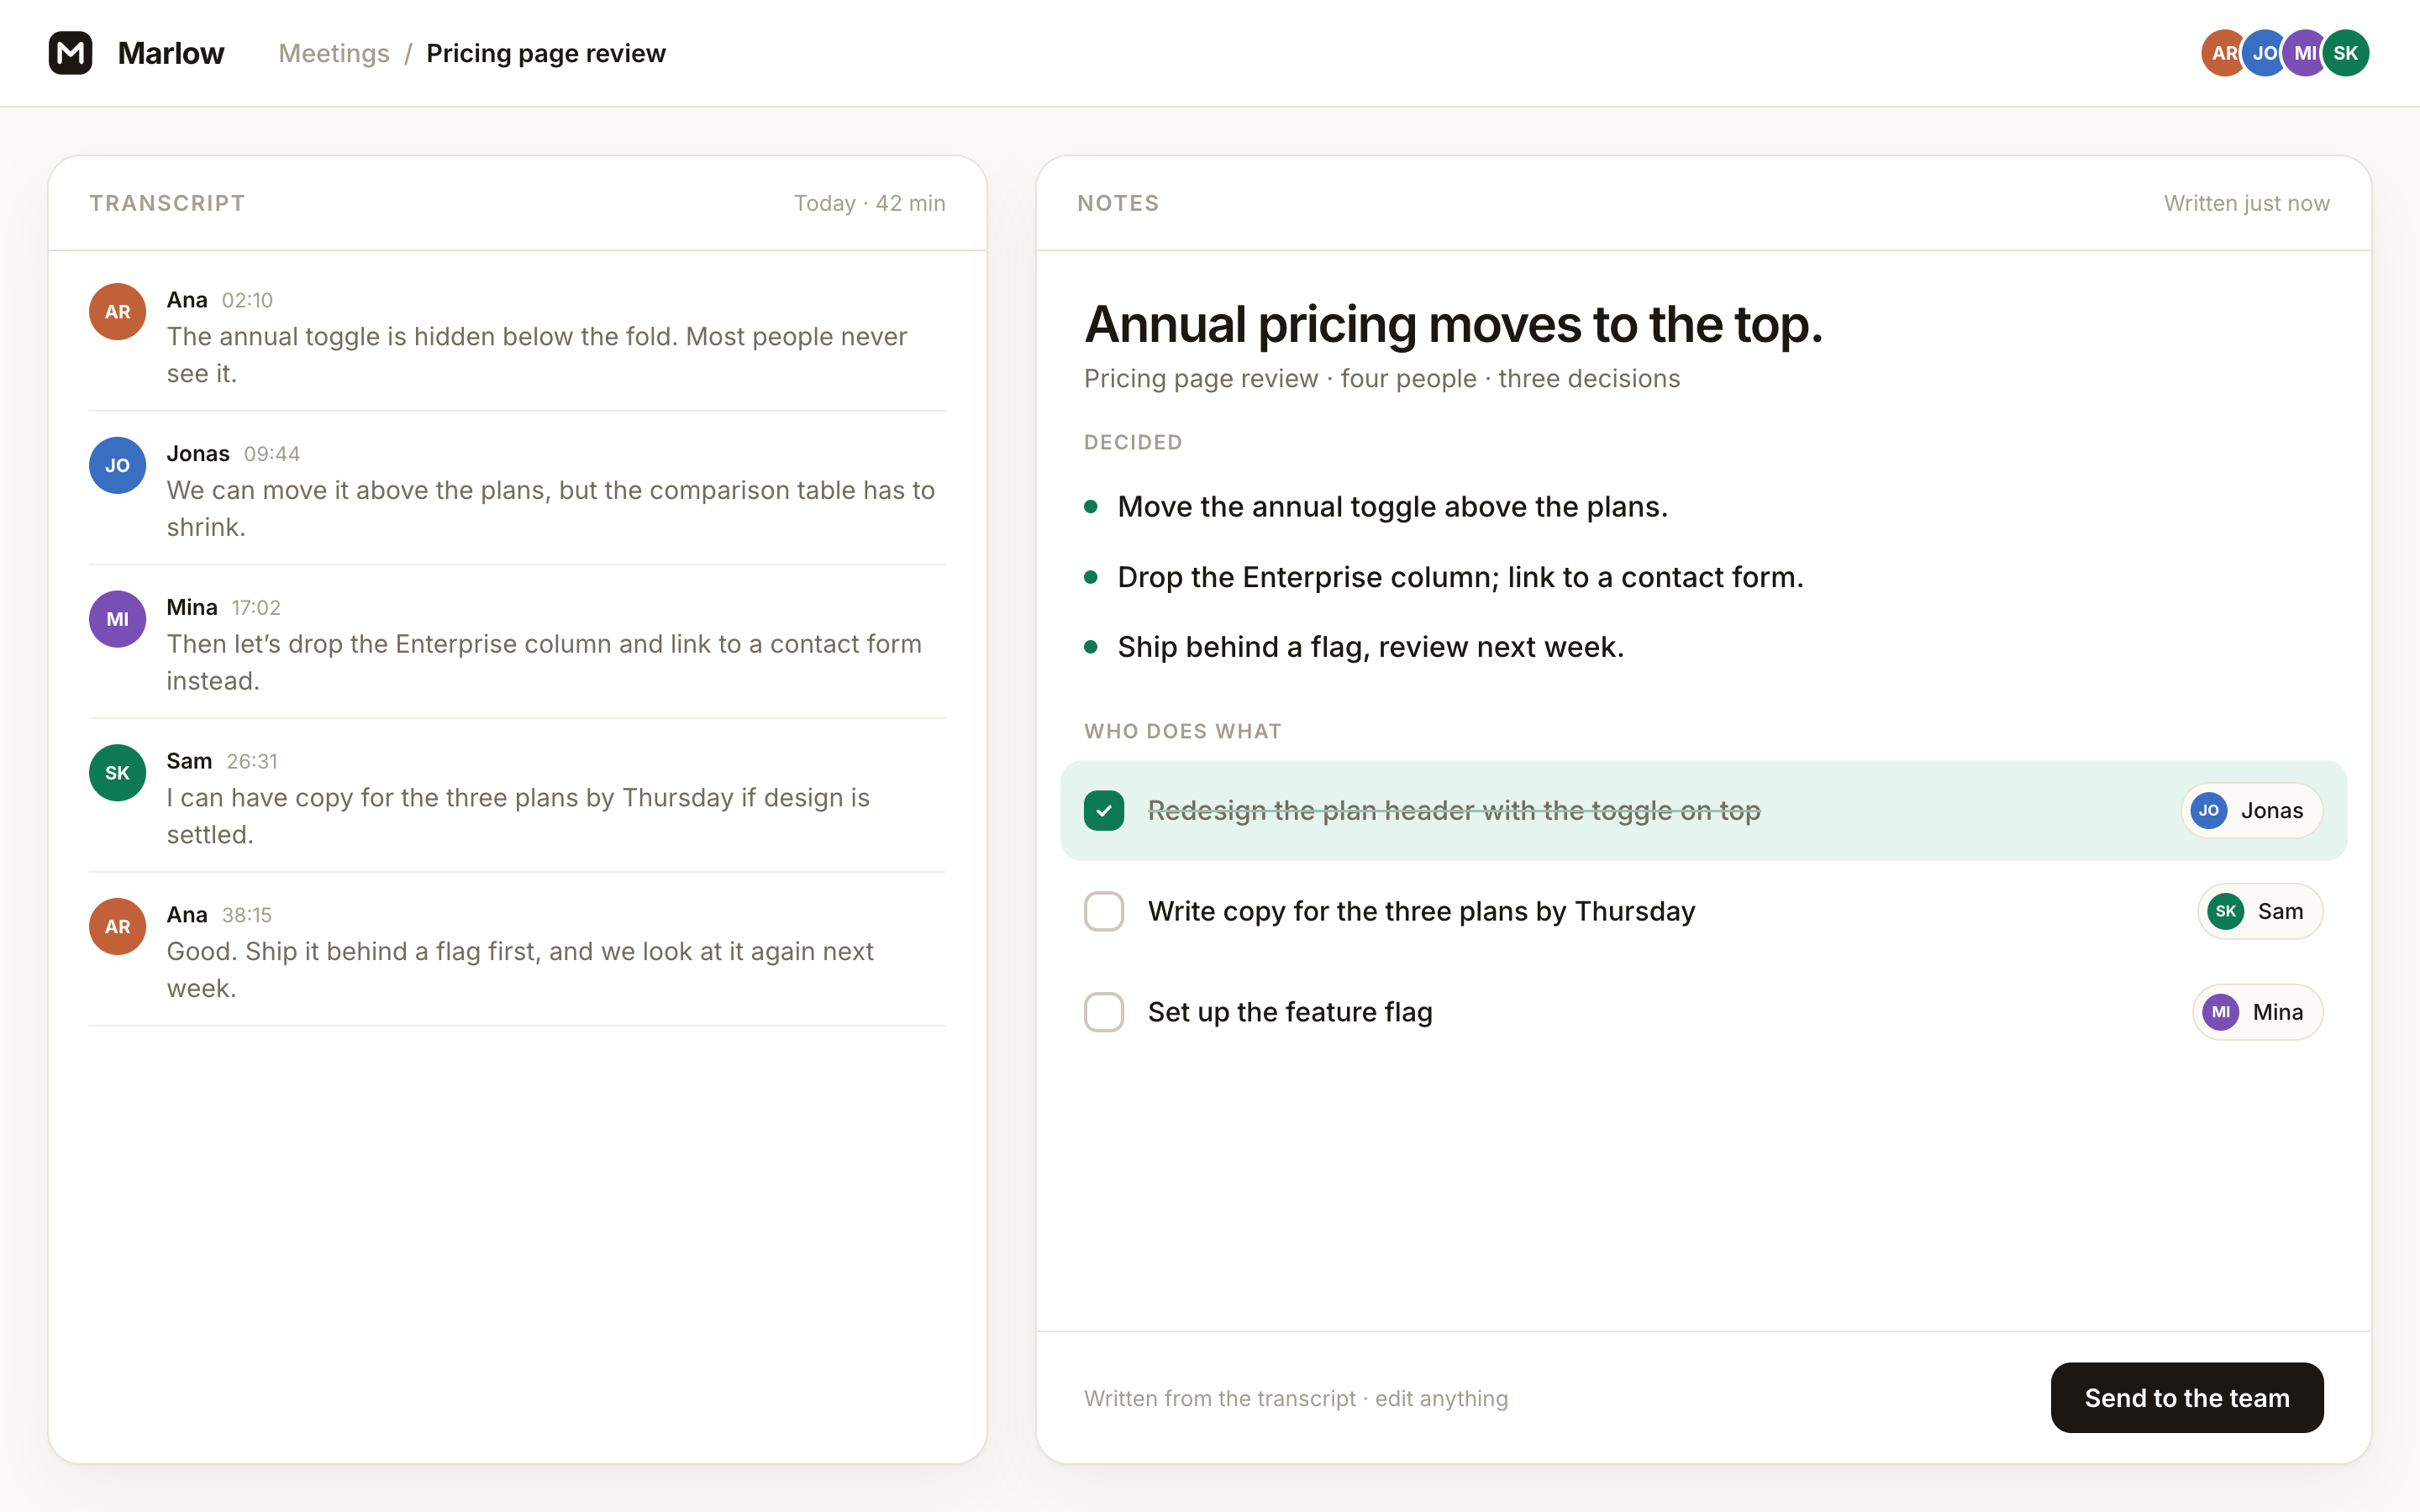 M
Marlow
Meetings / Pricing page review
AR JO MI SK
TRANSCRIPT
Today · 42 min
AR
Ana 02:10
The annual toggle is hidden below the fold. Most people never
see it.
JO
Jonas 09:44
We can move it above the plans, but the comparison table has to
shrink.
MI
Mina 17:02
Then let’s drop the Enterprise column and link to a contact form
instead.
SK
Sam 26:31
I can have copy for the three plans by Thursday if design is
settled.
AR
Ana 38:15
Good. Ship it behind a flag first, and we look at it again next
week.
NOTES
Written just now
Annual pricing moves to the top.
Pricing page review · four people · three decisions
DECIDED
Move the annual toggle above the plans.
Drop the Enterprise column; link to a contact form.
Ship behind a flag, review next week.
WHO DOES WHAT
Redesign the plan header with the toggle on top
JO Jonas
Write copy for the three plans by Thursday
SK Sam
Set up the feature flag
MI Mina
Written from the transcript · edit anything
Send to the team